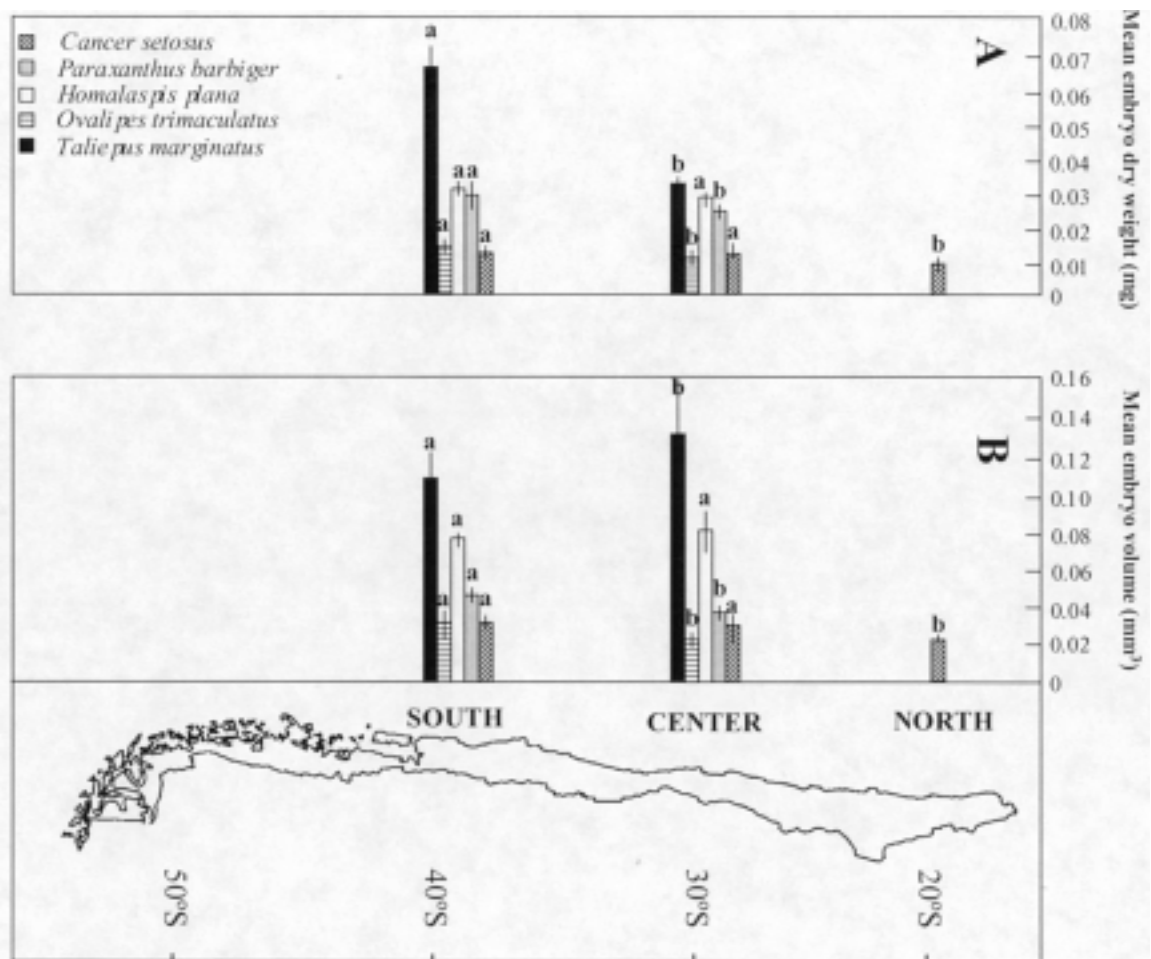 Cancer setosus
Paraxanthus barbiger
Homalaspis plana
Ovalipes trimaculatus
Taliepus marginatus
A
a
a
a a
a
b
b
a
b
a
b
0.08
0.07
0.06
0.05
0.04
0.03
0.02
0.01
0
Mean embryo dry weight (mg)
B
a
a
a
a
a
b
b
a
b
a
b
0.16
0.14
0.12
0.10
0.08
0.06
0.04
0.02
0
Mean embryo volume (mm³)
SOUTH CENTER NORTH
50°S 40°S 30°S 20°S